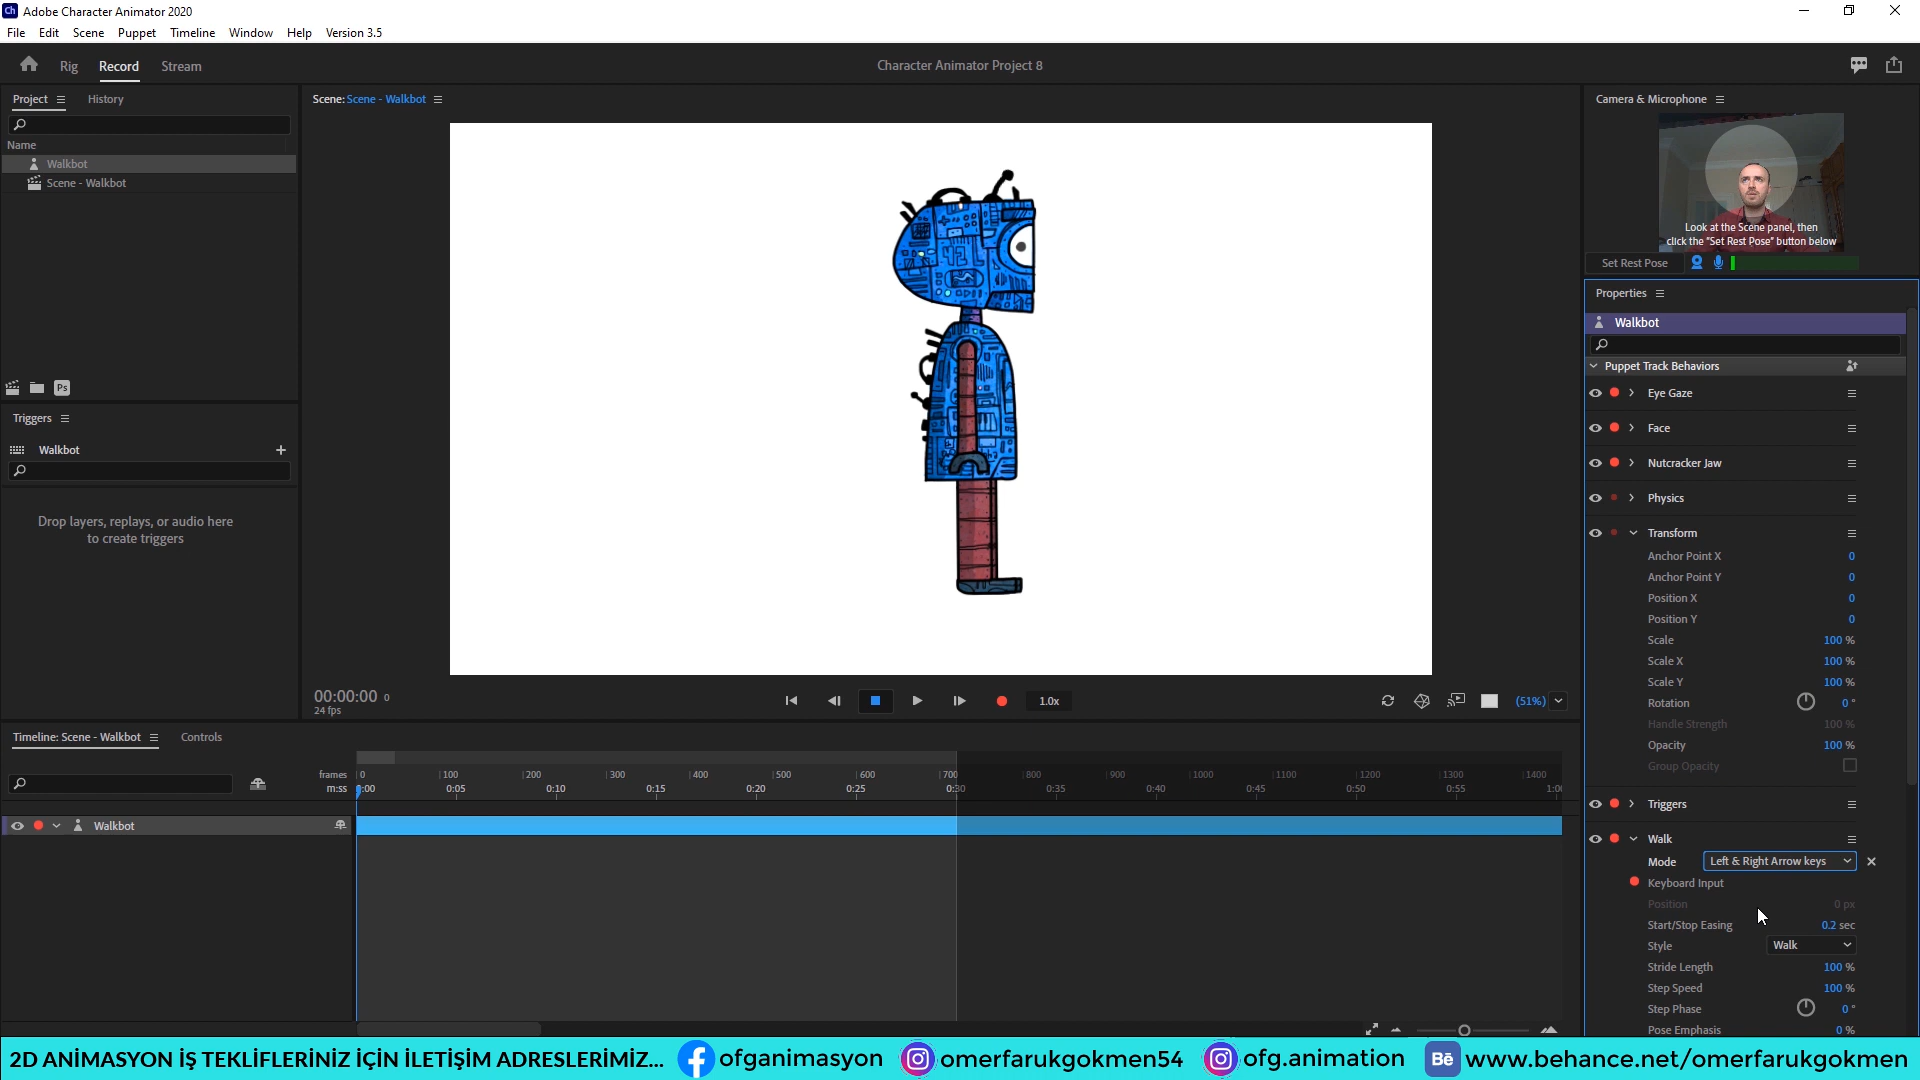 Ch Adobe Character Animator 2020
File Edit Scene Puppet Timeline Window Help Version 3.5
Rig Record Stream
Character Animator Project 8
Project History
Name
Walkbot
Scene - Walkbot
Ps
Triggers
Walkbot
Drop layers, replays, or audio here
to create triggers
Scene: Scene - Walkbot
00:00:00 0
24 fps
1.0x
(51%)
Camera & Microphone
Look at the Scene panel, then
click the "Set Rest Pose" button below
Set Rest Pose
Properties
Walkbot
Puppet Track Behaviors
Eye Gaze
Face
Nutcracker Jaw
Physics
Transform
Anchor Point X 0
Anchor Point Y 0
Position X 0
Position Y 0
Scale 100 %
Scale X 100 %
Scale Y 100 %
Rotation 0 °
Handle Strength 100 %
Opacity 100 %
Group Opacity
Triggers
Walk
Mode Left & Right Arrow keys
Keyboard Input
Position 0 px
Start/Stop Easing 0.2 sec
Style Walk
Stride Length 100 %
Step Speed 100 %
Step Phase 0 °
Pose Emphasis 0 %
Timeline: Scene - Walkbot Controls
frames 0 100 200 300 400 500 600 700 800 900 1000 1100 1200 1300 1400
m:ss 0:00 0:05 0:10 0:15 0:20 0:25 0:30 0:35 0:40 0:45 0:50 0:55 1:00
Walkbot
2D ANİMASYON İŞ TEKLİFLERİNİZ İÇİN İLETİŞİM ADRESLERİMİZ... ofganimasyon omerfarukgokmen54 ofg.animation Bē www.behance.net/omerfarukgokmen